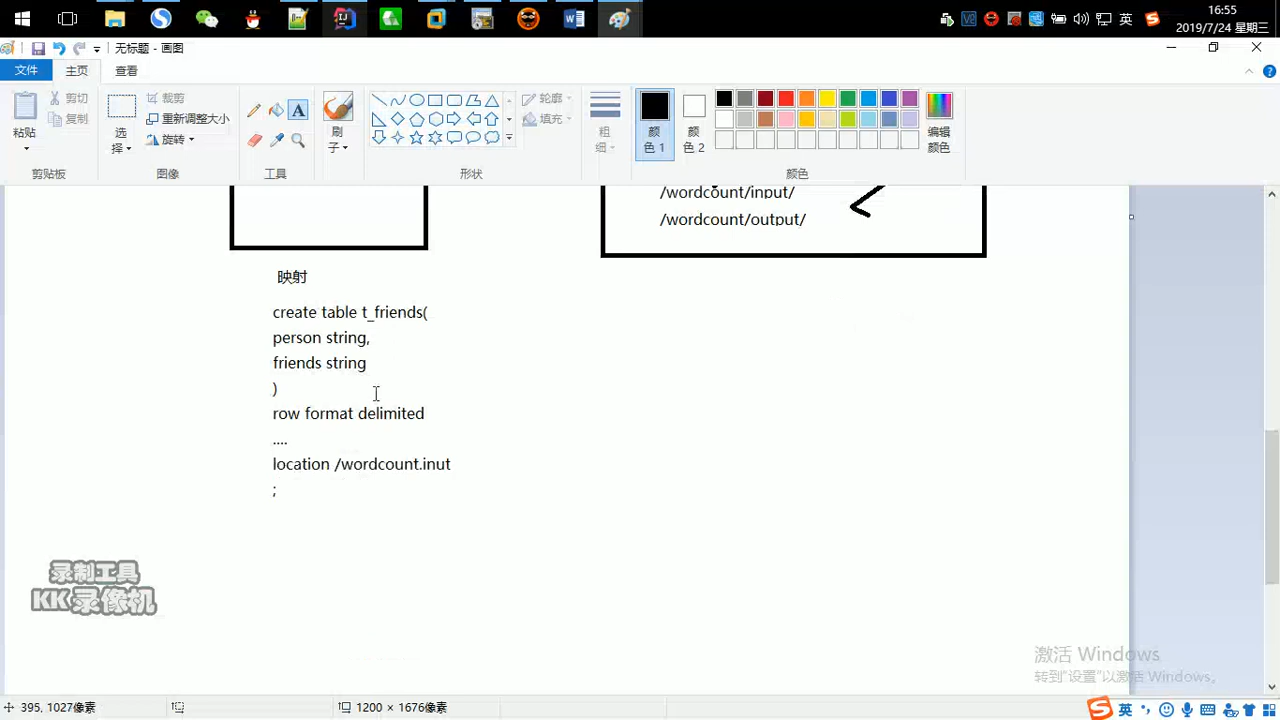 16:55
英
2019/7/24 星期三
无标题 - 画图
文件 主页 查看
粘贴
剪切
复制
剪贴板
选
择
裁剪
重新调整大小
旋转
图像
A
工具
刷
子
轮廓
填充
形状
粗
细
颜
色 1
颜
色 2
编辑
颜色
颜色
/wordcount/input/
/wordcount/output/
映射
create table t_friends(
person string,
friends string
)
row format delimited
....
location /wordcount.inut
;
录制工具
KK 录像机
激活 Windows
转到"设置"以激活 Windows。
395, 1027像素
1200 × 1576像素
英